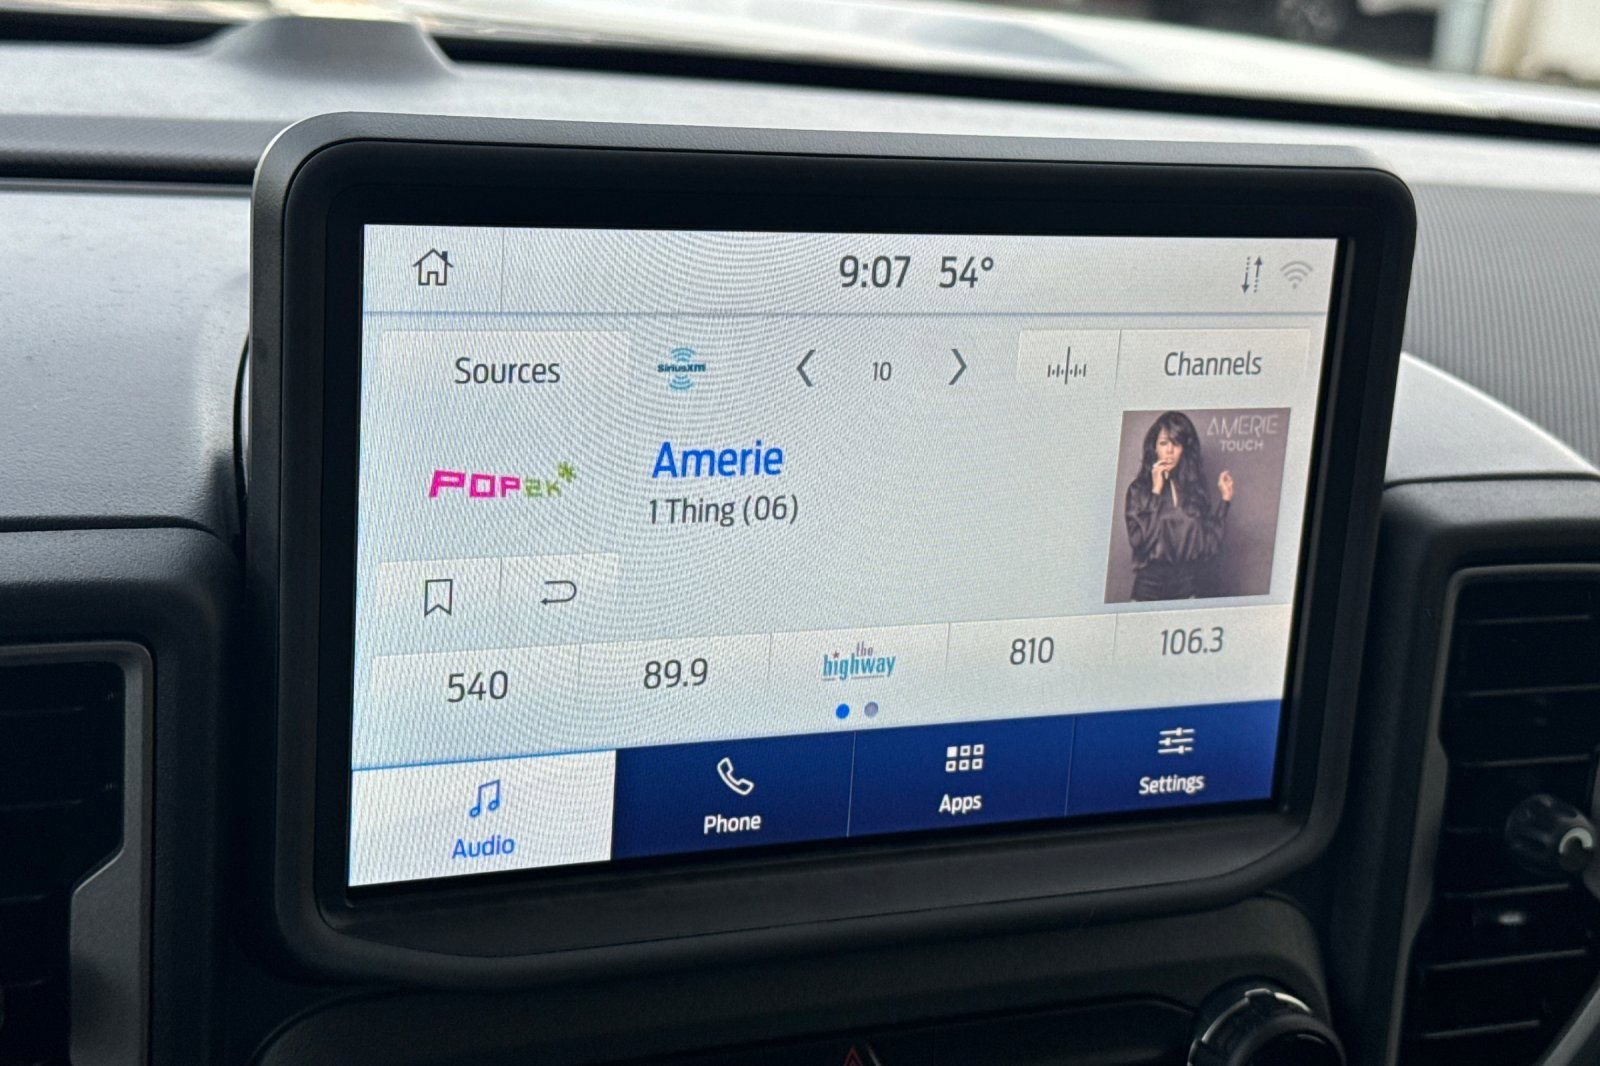 9:07 54°
Sources
SiriusXM
10
Channels
POP2K*
Amerie
1 Thing (06)
AMERIE
TOUCH
540
89.9
the highway
810
106.3
Audio
Phone
Apps
Settings